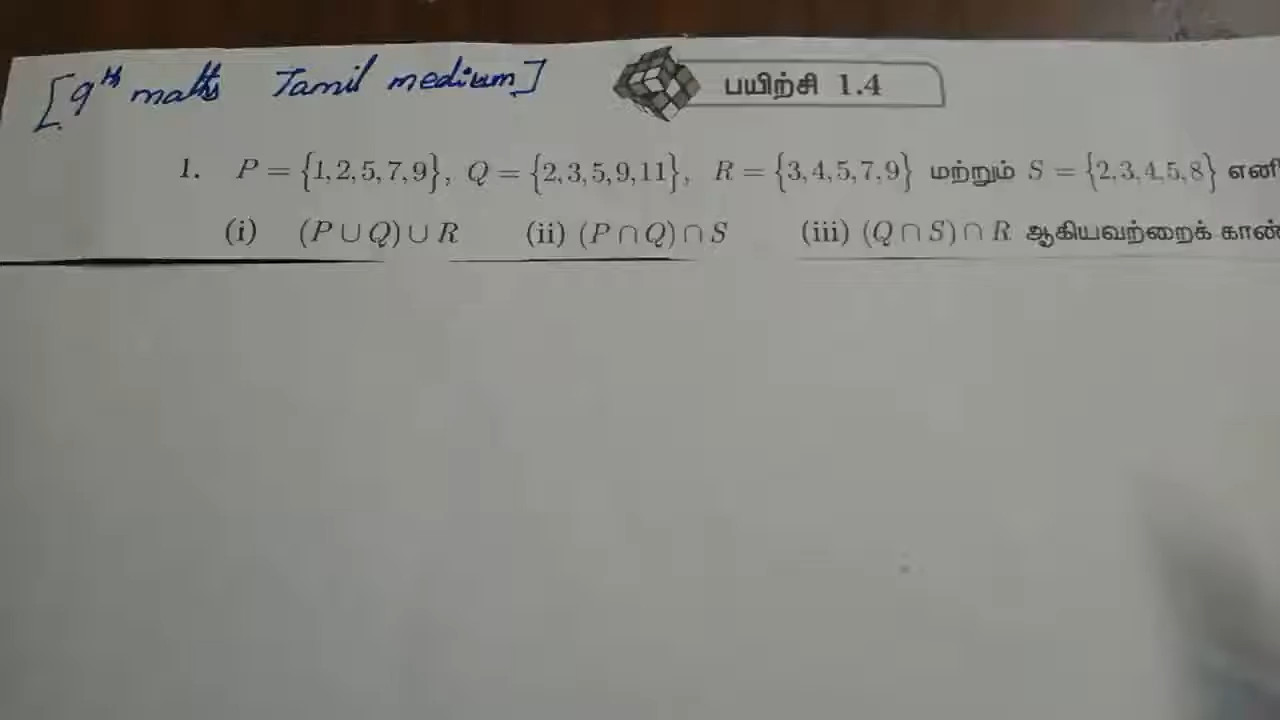 [9th maths Tamil medium]
பயிற்சி 1.4
1. P = {1,2,5,7,9}, Q = {2,3,5,9,11}, R = {3,4,5,7,9} மற்றும் S = {2,3,4,5,8} எனி
(i) (P ∪ Q) ∪ R (ii) (P ∩ Q) ∩ S (iii) (Q ∩ S) ∩ R ஆகியவற்றைக் காண்